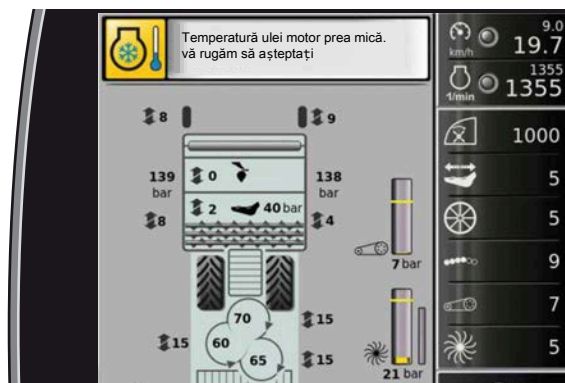 Temperatură ulei motor prea mică.
vă rugăm să așteptați
9.0
km/h 19.7
1355
1/min 1355
8 9
1000
139 0 138
bar bar
5
2 40 bar
8 4
5
9
7 bar
70 15
7
15 60
65 15
5
21 bar